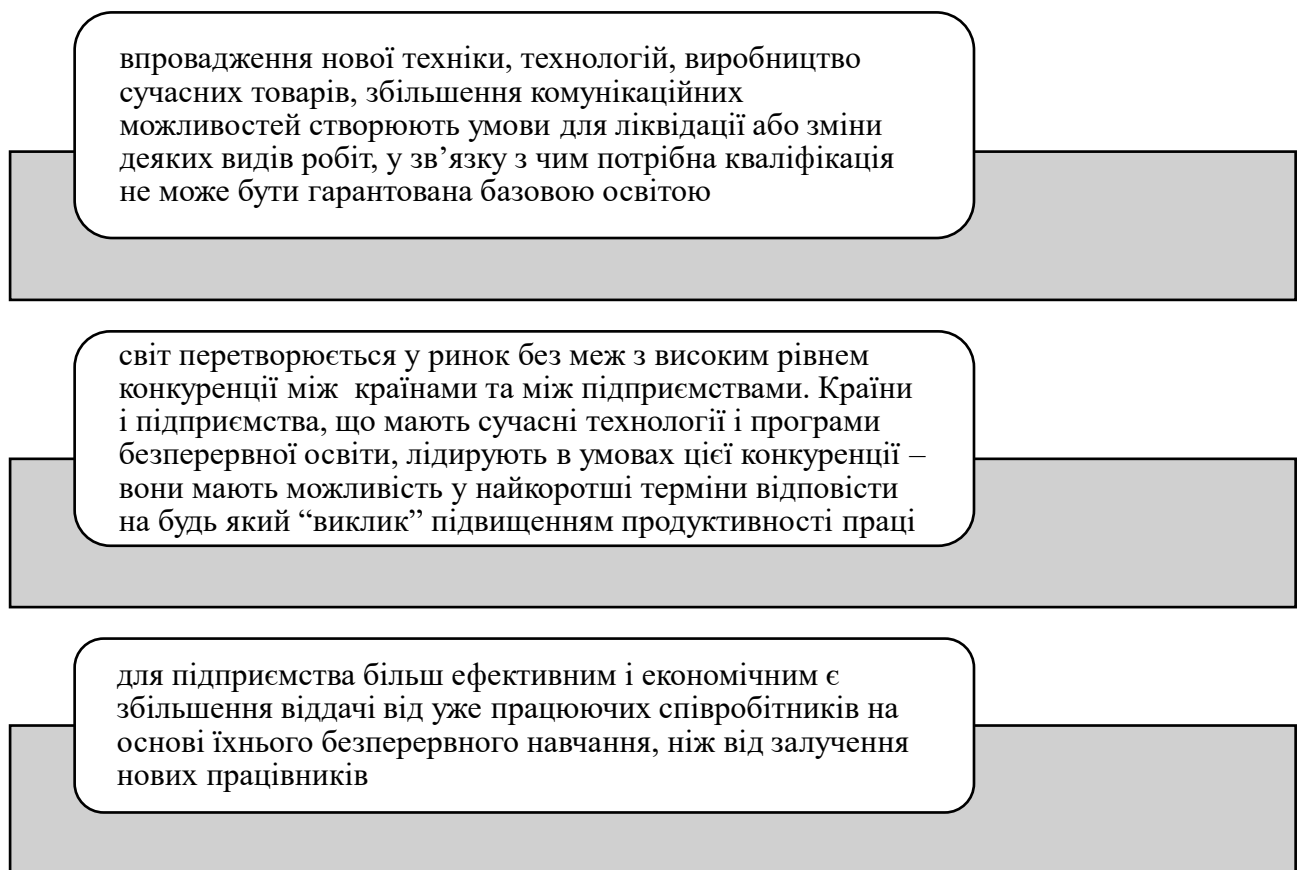 впровадження нової техніки, технологій, виробництво
сучасних товарів, збільшення комунікаційних
можливостей створюють умови для ліквідації або зміни
деяких видів робіт, у зв’язку з чим потрібна кваліфікація
не може бути гарантована базовою освітою
світ перетворюється у ринок без меж з високим рівнем
конкуренції між  країнами та між підприємствами. Країни
і підприємства, що мають сучасні технології і програми
безперервної освіти, лідирують в умовах цієї конкуренції –
вони мають можливість у найкоротші терміни відповісти
на будь який “виклик” підвищенням продуктивності праці
для підприємства більш ефективним і економічним є
збільшення віддачі від уже працюючих співробітників на
основі їхнього безперервного навчання, ніж від залучення
нових працівників